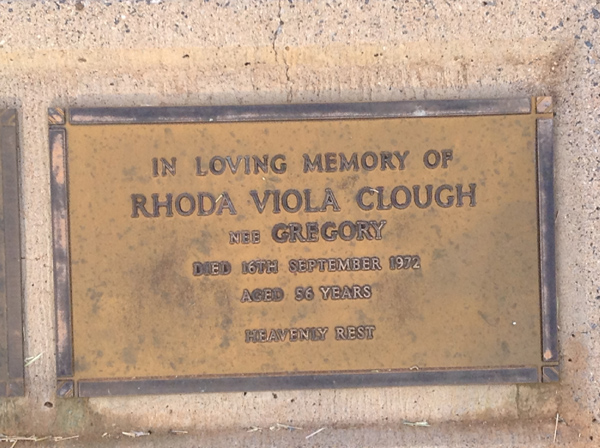 IN LOVING MEMORY OF
RHODA VIOLA CLOUGH
NEE GREGORY
DIED 16TH SEPTEMBER 1972
AGED 56 YEARS
HEAVENLY REST